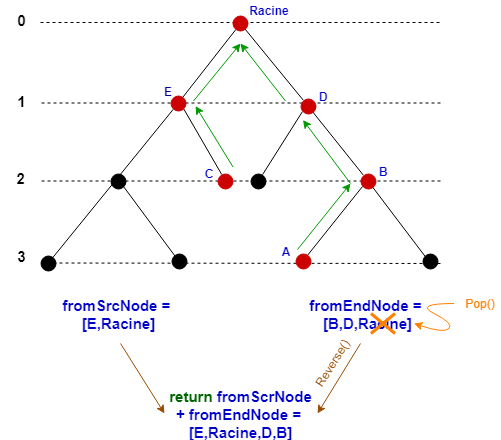 0
Racine
1
E
D
2
C
B
3
A
fromSrcNode =
[E,Racine]
fromEndNode =
[B,D,Racine]
Pop()
Reverse()
return fromScrNode
+ fromEndNode =
[E,Racine,D,B]